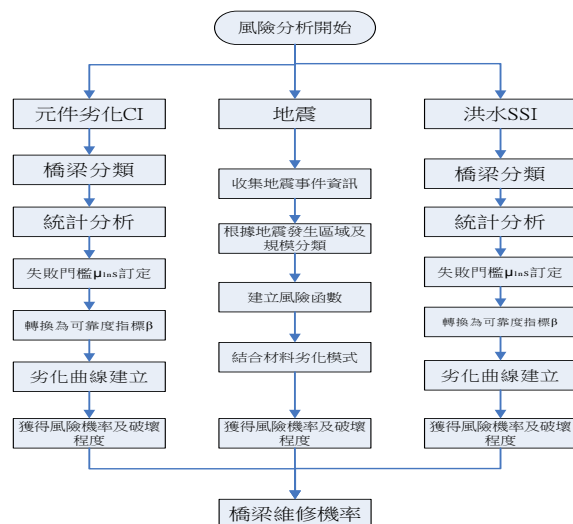 風險分析開始
元件劣化CI
橋梁分類
統計分析
失敗門檻μlns訂定
轉換為可靠度指標β
劣化曲線建立
獲得風險機率及破壞
程度
地震
收集地震事件資訊
根據地震發生區域及
規模分類
建立風險函數
結合材料劣化模式
獲得風險機率及破壞
程度
洪水SSI
橋梁分類
統計分析
失敗門檻μlns訂定
轉換為可靠度指標β
劣化曲線建立
獲得風險機率及破壞
程度
橋梁維修機率